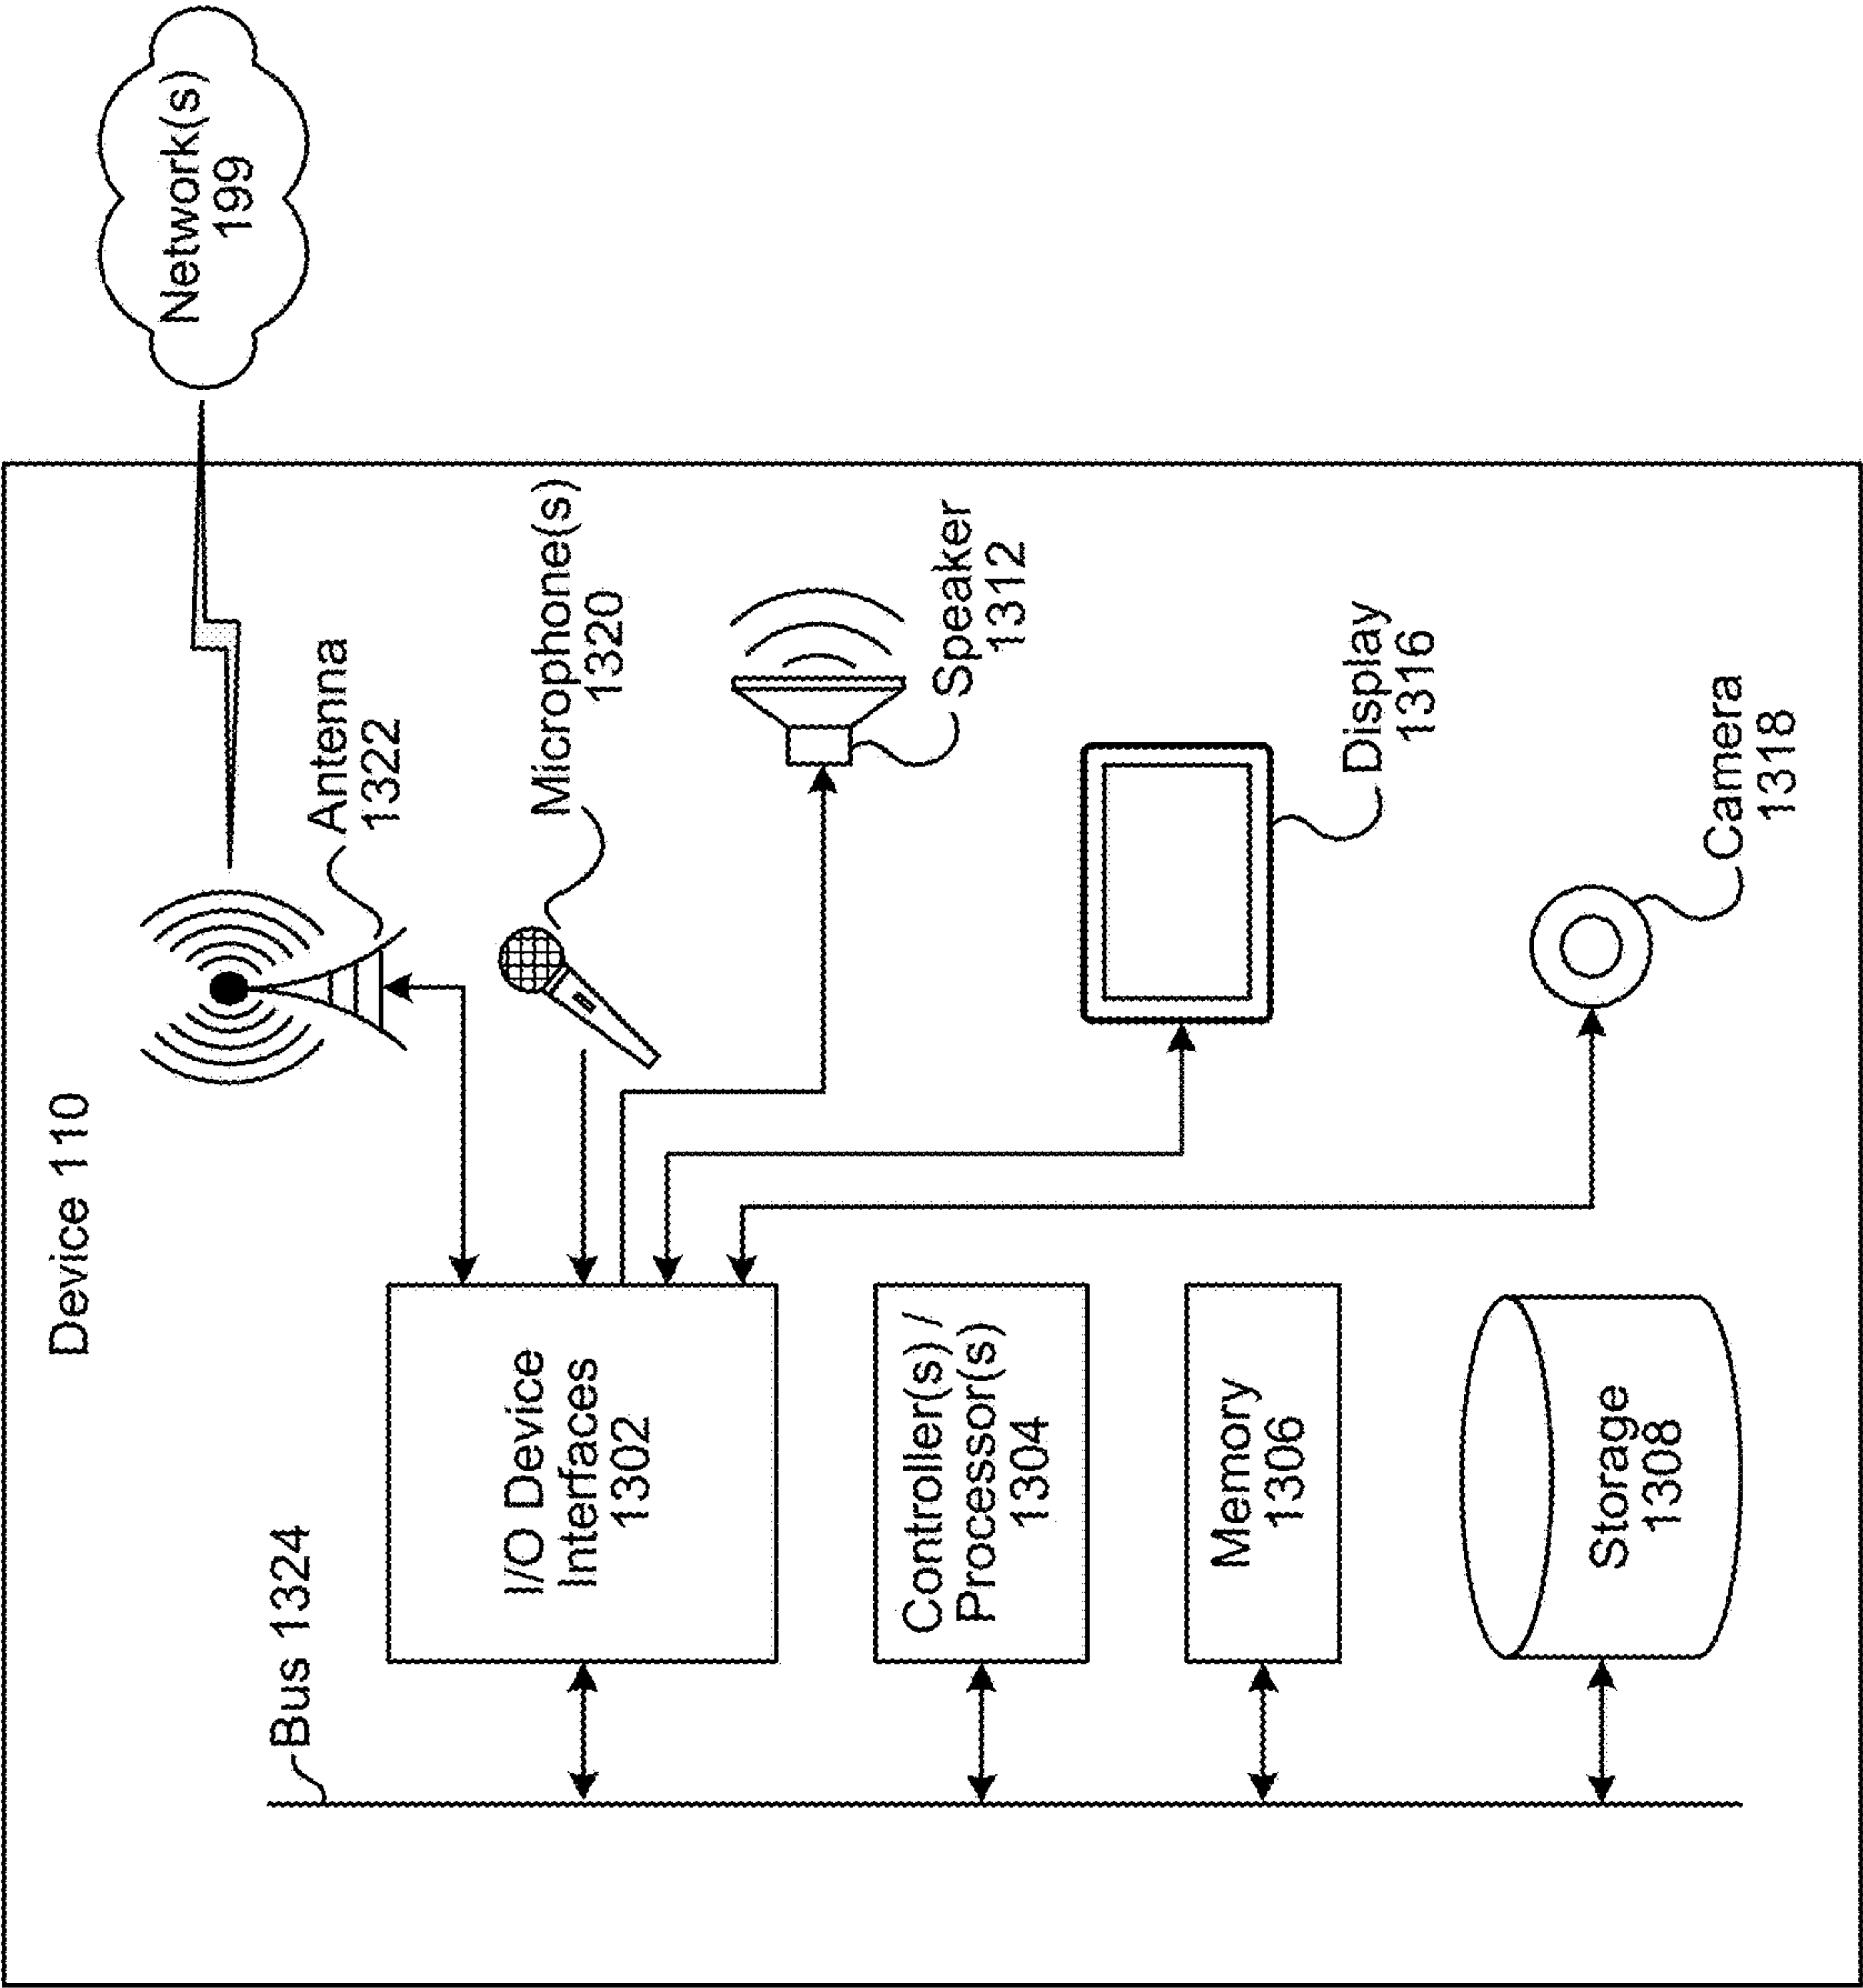 Device 110
Network(s)
199
Bus 1324
Antenna
1322
I/O Device
Interfaces
1302
Microphone(s)
1320
Controller(s) /
Processor(s)
1304
Speaker
1312
Memory
1306
Display
1316
Storage
1308
Camera
1318